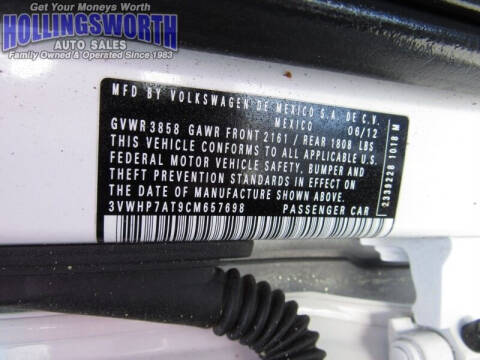 Get Your Moneys Worth
HOLLINGSWORTH
AUTO SALES
Family Owned & Operated Since 1983
MFD BY VOLKSWAGEN DE MEXICO S.A. DE C.V.
MEXICO 06/12
GVWR 3858 GAWR FRONT 2161 / REAR 1808 LBS
THIS VEHICLE CONFORMS TO ALL APPLICABLE
FEDERAL MOTOR VEHICLE SAFETY, BUMPER AND
THEFT PREVENTION STANDARDS IN EFFECT ON
THE DATE OF MANUFACTURE SHOWN ABOVE.
3VWHP7AT9CM657698 PASSENGER CAR
2339228 1018 M